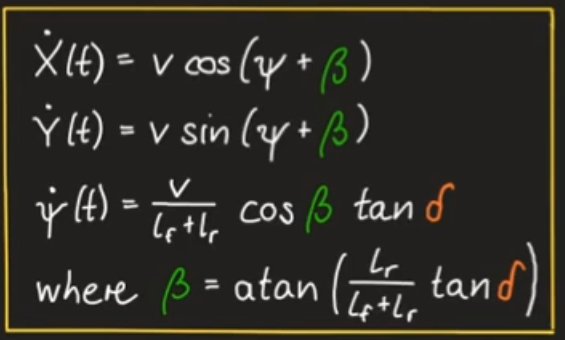 Ẋ(t) = v cos(ψ + β)
Ẏ(t) = v sin(ψ + β)
ψ̇(t) = v / (lf + lr) cos β tan δ
where β = atan(lr / (lf + lr) tan δ)